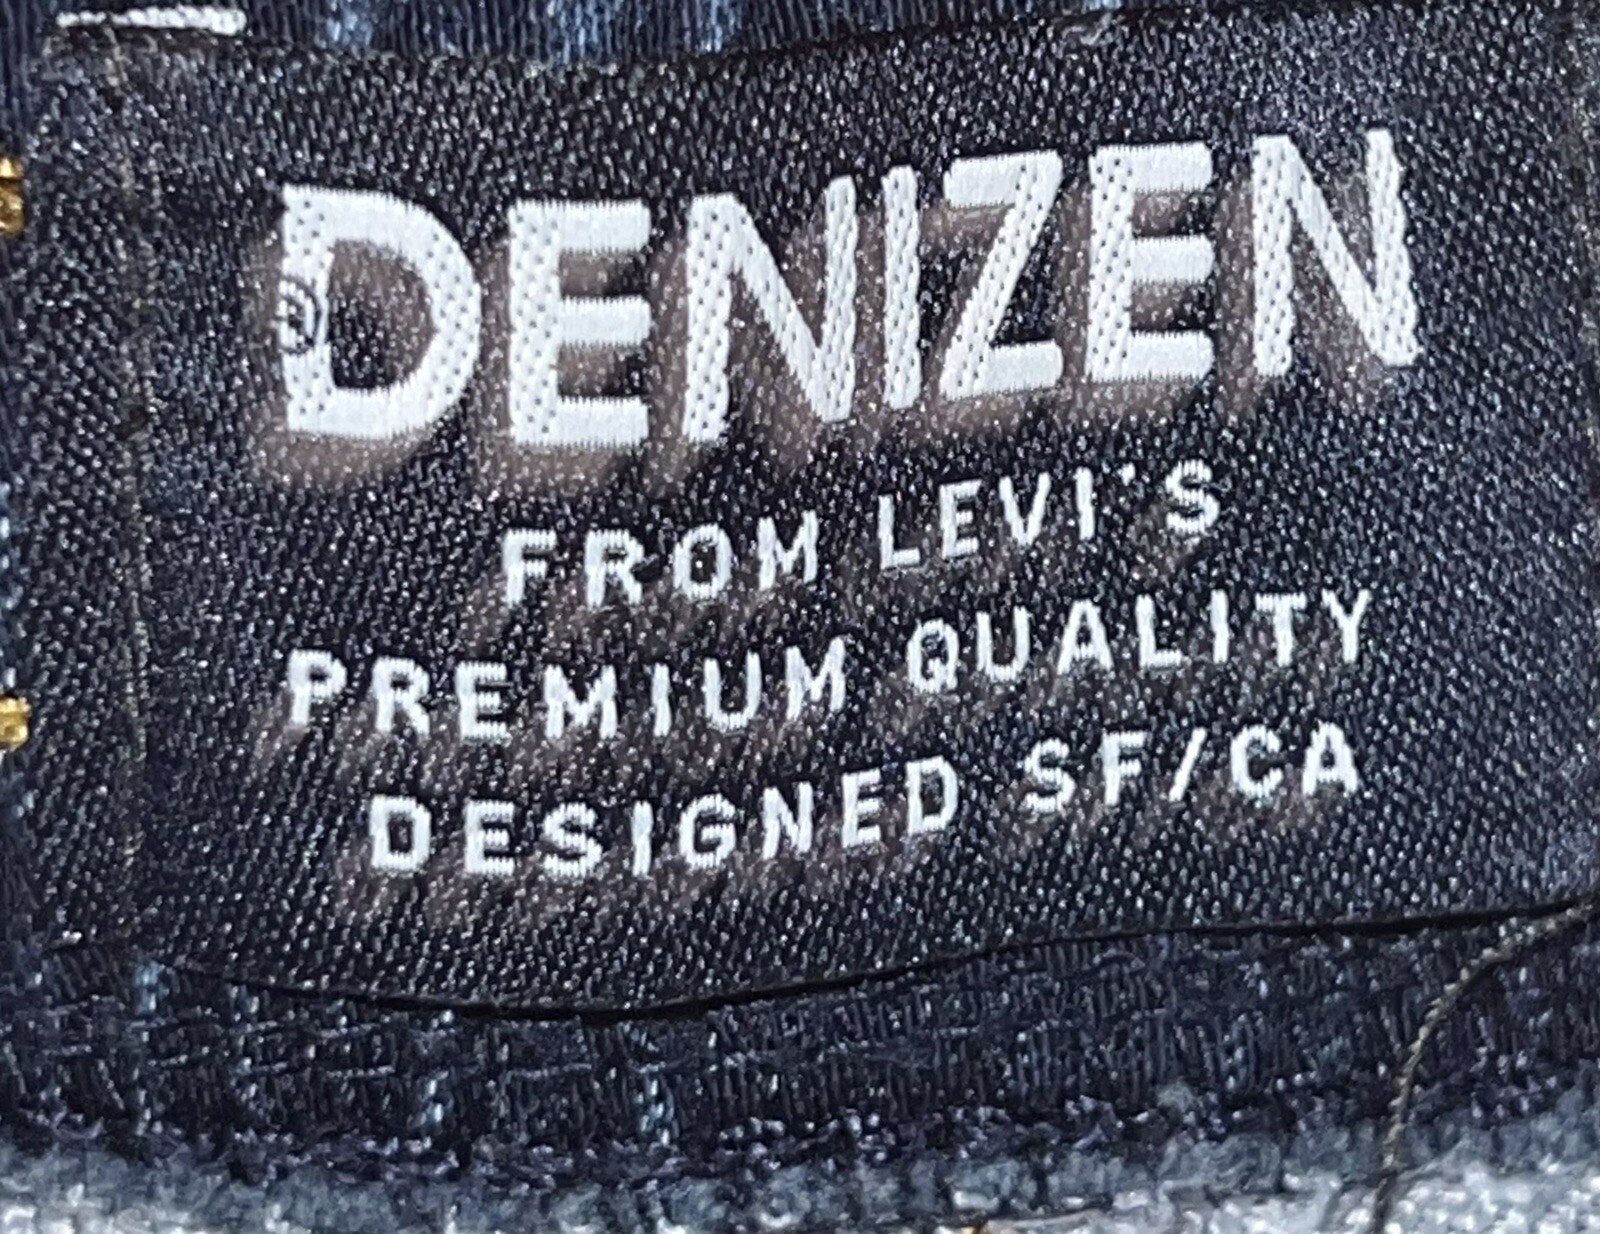 DENIZEN
FROM LEVI'S
PREMIUM QUALITY
DESIGNED SF/CA